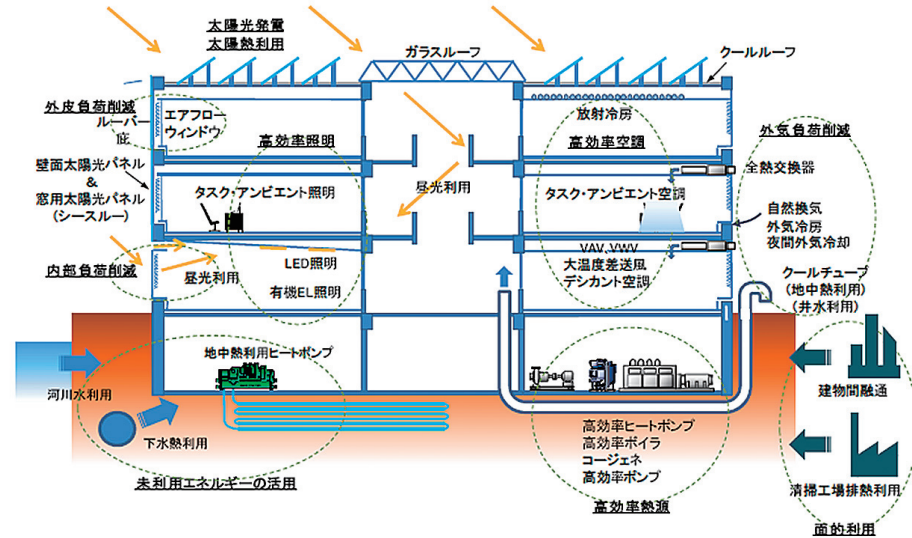 太陽光発電
太陽熱利用
ガラスルーフ
クールルーフ
外皮負荷削減
ルーバー
庇
エアフロー
ウィンドウ
高効率照明
放射冷房
高効率空調
外気負荷削減
全熱交換器
壁面太陽光パネル
&
窓用太陽光パネル
(シースルー)
タスク・アンビエント照明
昼光利用
タスク・アンビエント空調
自然換気
外気冷房
夜間外気冷却
内部負荷削減
昼光利用
LED照明
有機EL照明
VAV、VWV
大温度差送風
デシカント空調
クールチューブ
(地中熱利用)
(井水利用)
地中熱利用ヒートポンプ
河川水利用
下水熱利用
未利用エネルギーの活用
高効率ヒートポンプ
高効率ボイラ
コージェネ
高効率ポンプ
高効率熱源
建物間融通
清掃工場排熱利用
面的利用